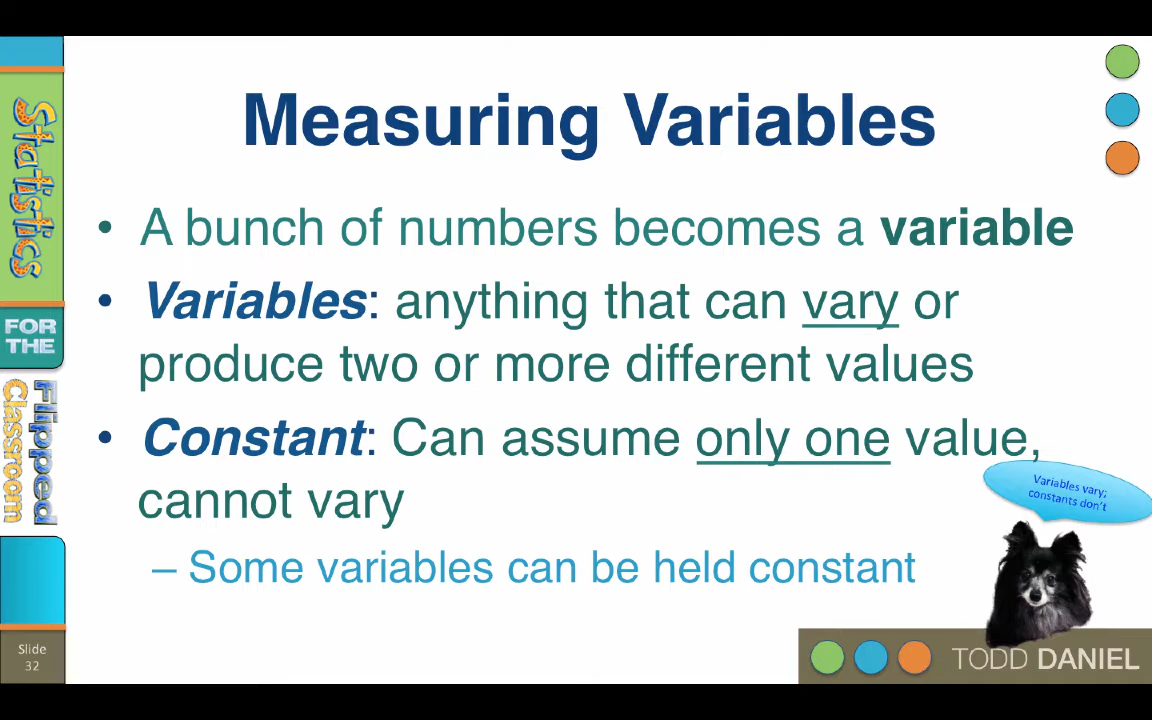 Measuring Variables
• A bunch of numbers becomes a variable
• Variables: anything that can vary or
produce two or more different values
• Constant: Can assume only one value,
cannot vary
– Some variables can be held constant
Variables vary;
constants don't
Statistics
FOR
THE
Flipped
Classroom
Slide
32
TODD DANIEL